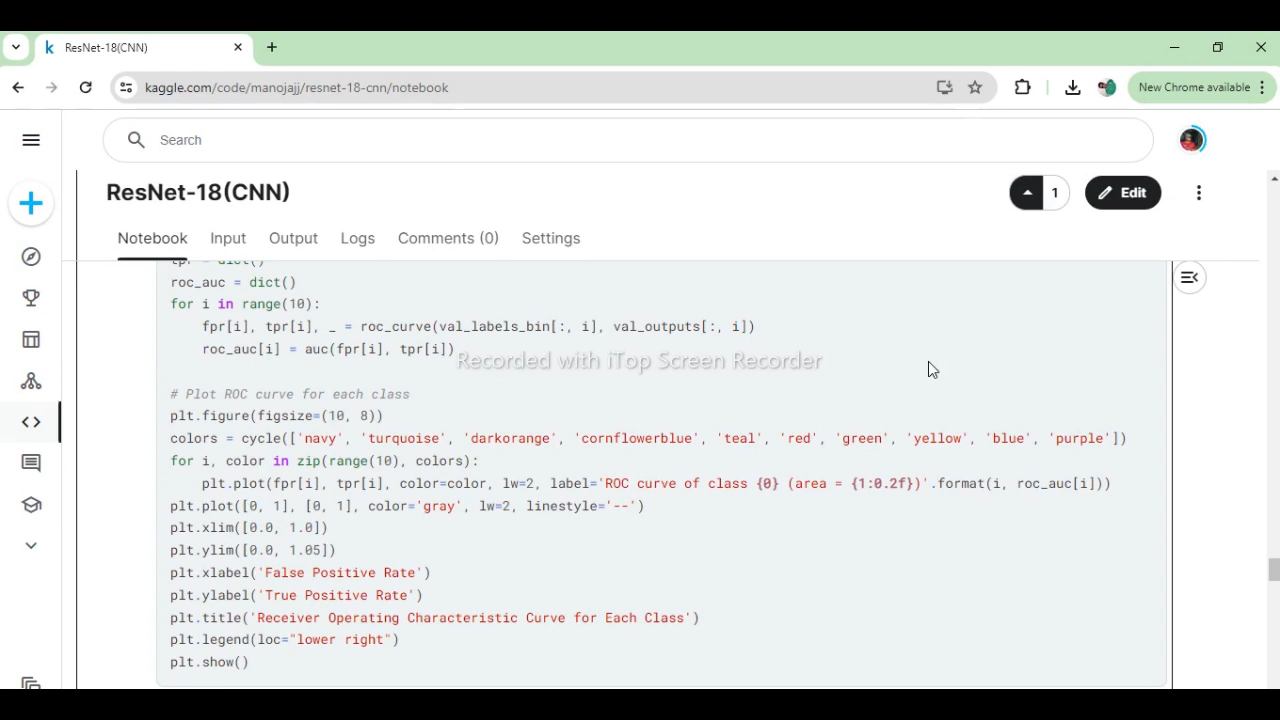 ResNet-18(CNN)
kaggle.com/code/manojajj/resnet-18-cnn/notebook
New Chrome available
Search
ResNet-18(CNN)
1
Edit
Notebook
Input
Output
Logs
Comments (0)
Settings
tpr = dict()
roc_auc = dict()
for i in range(10):
    fpr[i], tpr[i], _ = roc_curve(val_labels_bin[:, i], val_outputs[:, i])
    roc_auc[i] = auc(fpr[i], tpr[i])
Recorded with iTop Screen Recorder
# Plot ROC curve for each class
plt.figure(figsize=(10, 8))
colors = cycle(['navy', 'turquoise', 'darkorange', 'cornflowerblue', 'teal', 'red', 'green', 'yellow', 'blue', 'purple'])
for i, color in zip(range(10), colors):
    plt.plot(fpr[i], tpr[i], color=color, lw=2, label='ROC curve of class {0} (area = {1:0.2f})'.format(i, roc_auc[i]))
plt.plot([0, 1], [0, 1], color='gray', lw=2, linestyle='--')
plt.xlim([0.0, 1.0])
plt.ylim([0.0, 1.05])
plt.xlabel('False Positive Rate')
plt.ylabel('True Positive Rate')
plt.title('Receiver Operating Characteristic Curve for Each Class')
plt.legend(loc="lower right")
plt.show()